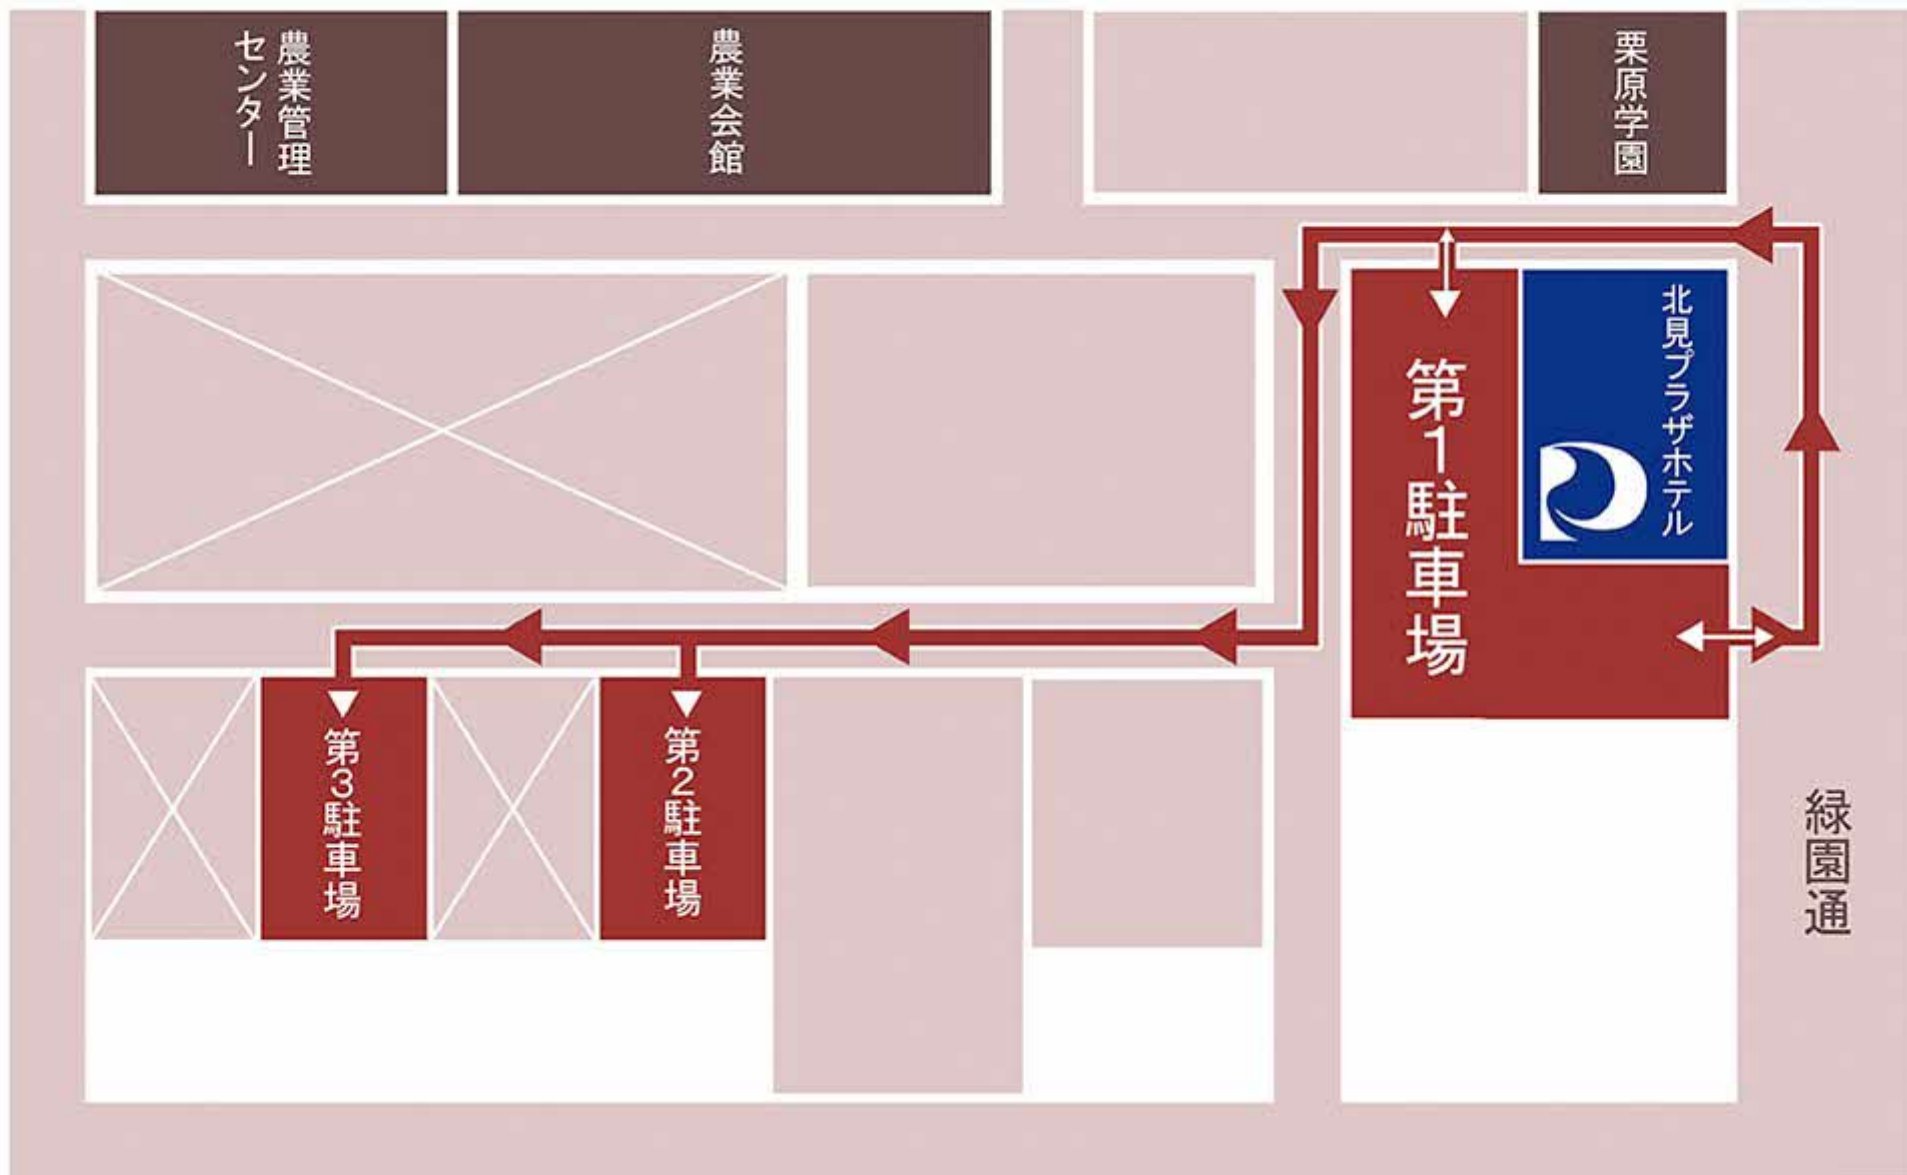 農業管理
センター
農業会館
栗原学園
北見プラザホテル
第1駐車場
第3駐車場
第2駐車場
緑園通